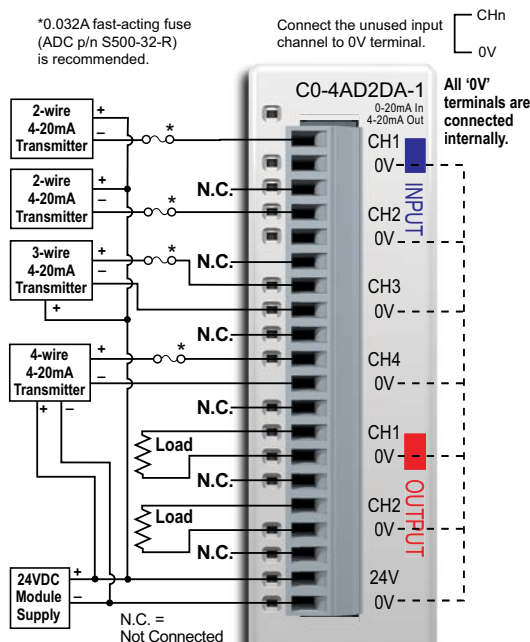 *0.032A fast-acting fuse
(ADC p/n S500-32-R)
is recommended.
Connect the unused input
channel to 0V terminal.
CHn
0V
C0-4AD2DA-1
0-20mA In
4-20mA Out
All ‘0V’
terminals are
connected
internally.
2-wire
4-20mA
Transmitter
+
–
*
CH1
0V
INPUT
N.C.
2-wire
4-20mA
Transmitter
+
–
*
CH2
0V
N.C.
3-wire
4-20mA
Transmitter
+
–
+
*
CH3
0V
N.C.
4-wire
4-20mA
Transmitter
+
–
+
–
*
CH4
0V
N.C.
Load
CH1
0V
OUTPUT
N.C.
Load
CH2
0V
N.C.
24VDC
Module
Supply
+
–
24V
0V
N.C. =
Not Connected